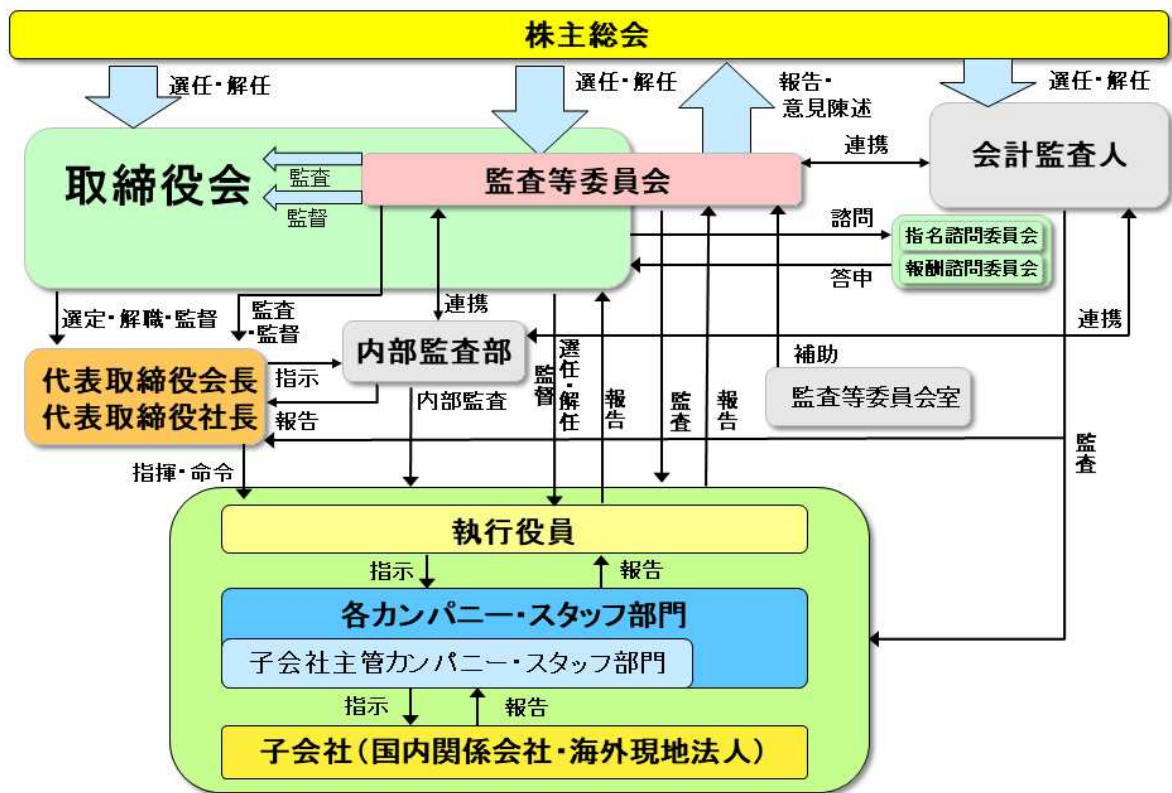 株主総会
選任・解任
選任・解任
報告・
意見陳述
選任・解任
取締役会
監査
監督
監査等委員会
連携
会計監査人
諮問
答申
指名諮問委員会
報酬諮問委員会
選定・解職・監督
監査
・監督
連携
内部監査部
連携
代表取締役会長
代表取締役社長
指示
報告
内部監査
監督
選任・解任
報告
監査
報告
補助
監査等委員会室
監査
指揮・命令
執行役員
指示
報告
各カンパニー・スタッフ部門
子会社主管カンパニー・スタッフ部門
指示
報告
子会社(国内関係会社・海外現地法人)